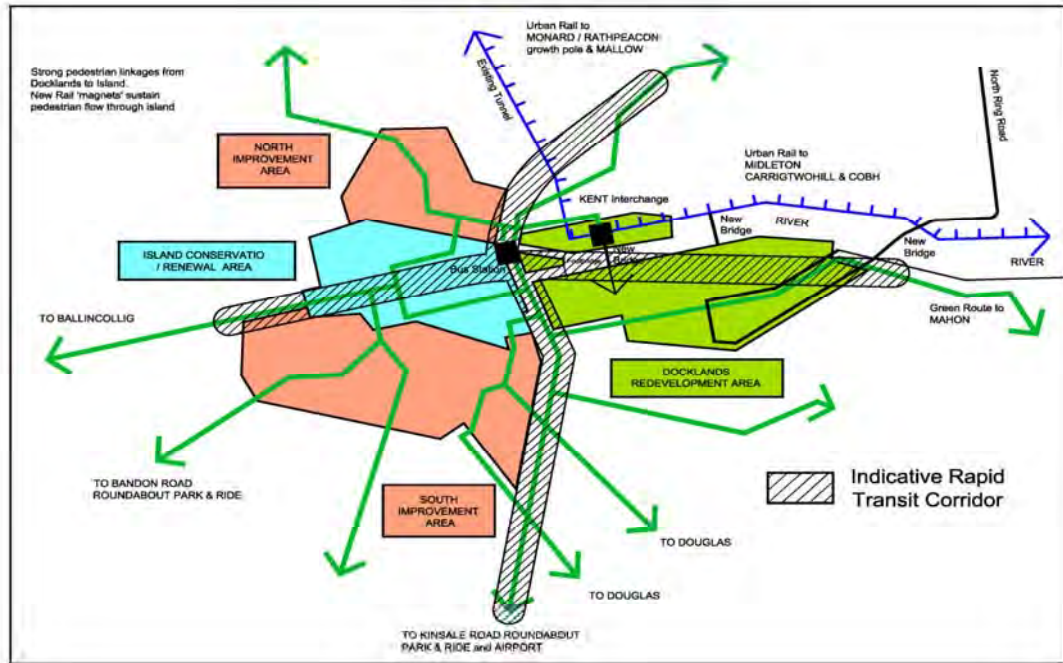 Strong pedestrian linkages from
Docklands to Island.
New Rail 'magnets' sustain
pedestrian flow through island
Urban Rail to
MONARD / RATHPEACON
growth pole & MALLOW
Existing Tunnel
North Ring Road
NORTH
IMPROVEMENT
AREA
Urban Rail to
MIDLETON
CARRIGTWOHILL & COBH
KENT Interchange
RIVER
New
Bridge
ISLAND CONSERVATIO
/ RENEWAL AREA
Bus Station
New
Bridge
RIVER
TO BALLINCOLLIG
Green Route to
MAHON
DOCKLANDS
REDEVELOPMENT AREA
TO BANDON ROAD
ROUNDABOUT PARK & RIDE
Indicative Rapid
Transit Corridor
SOUTH
IMPROVEMENT
AREA
TO DOUGLAS
TO DOUGLAS
TO KINSALE ROAD ROUNDABOUT
PARK & RIDE and AIRPORT